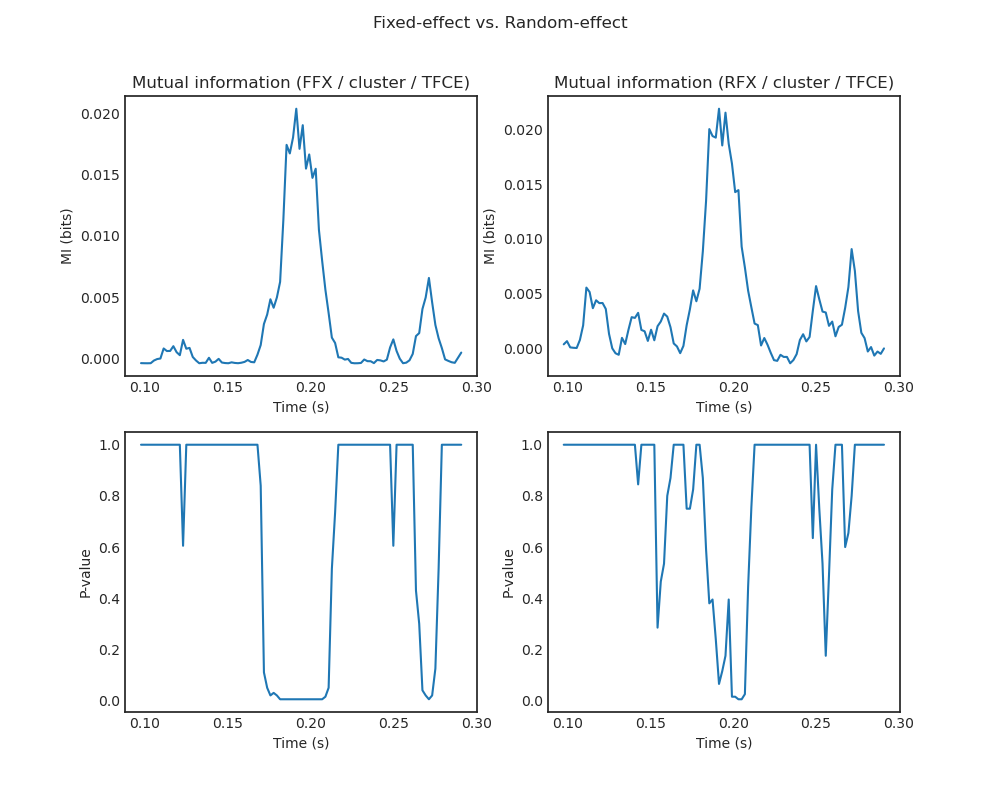 Fixed-effect vs. Random-effect
Mutual information (FFX / cluster / TFCE)
MI (bits)
0.020
0.015
0.010
0.005
0.000
0.10 0.15 0.20 0.25 0.30
Time (s)
Mutual information (RFX / cluster / TFCE)
MI (bits)
0.020
0.015
0.010
0.005
0.000
0.10 0.15 0.20 0.25 0.30
Time (s)
P-value
1.0
0.8
0.6
0.4
0.2
0.0
0.10 0.15 0.20 0.25 0.30
Time (s)
P-value
1.0
0.8
0.6
0.4
0.2
0.0
0.10 0.15 0.20 0.25 0.30
Time (s)